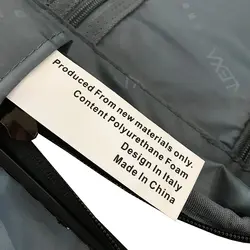 Produced From new materials only.
Content Polyurethane Foam
Design In Italy
Made In China